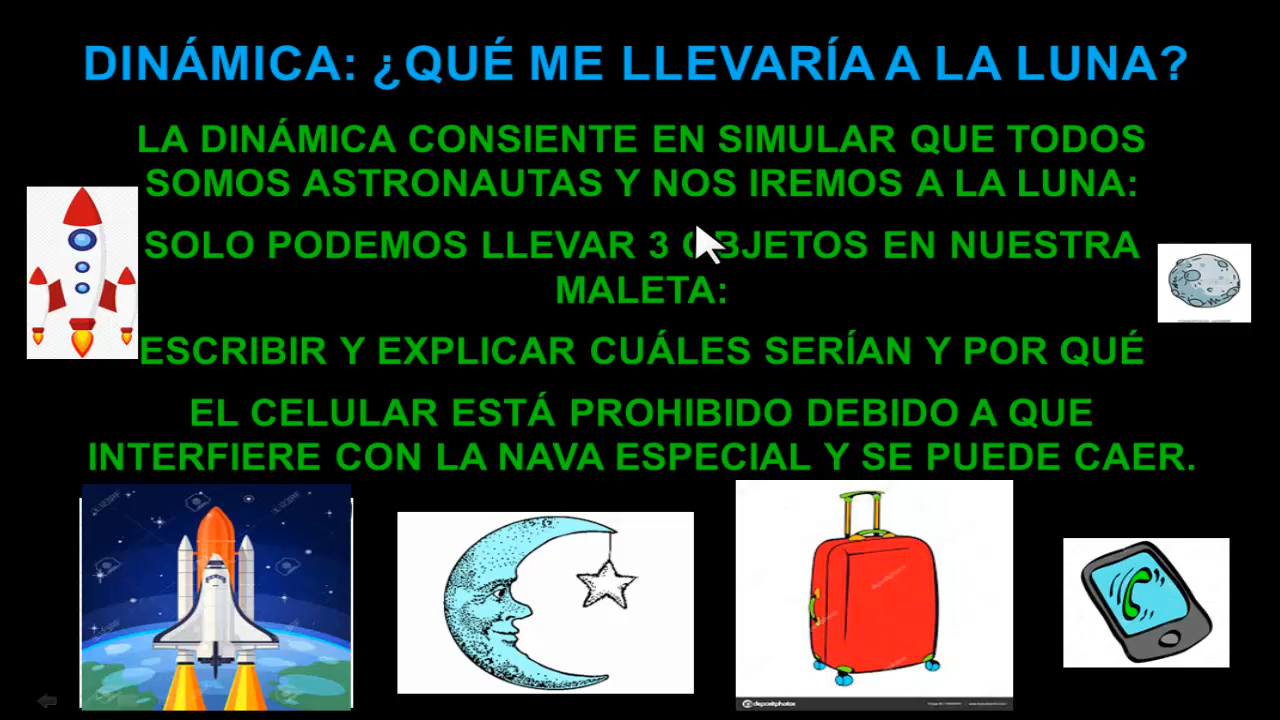 DINÁMICA: ¿QUÉ ME LLEVARÍA A LA LUNA?
LA DINÁMICA CONSIENTE EN SIMULAR QUE TODOS
SOMOS ASTRONAUTAS Y NOS IREMOS A LA LUNA:
SOLO PODEMOS LLEVAR 3 OBJETOS EN NUESTRA
MALETA:
ESCRIBIR Y EXPLICAR CUÁLES SERÍAN Y POR QUÉ
EL CELULAR ESTÁ PROHIBIDO DEBIDO A QUE
INTERFIERE CON LA NAVA ESPECIAL Y SE PUEDE CAER.
depositphotos